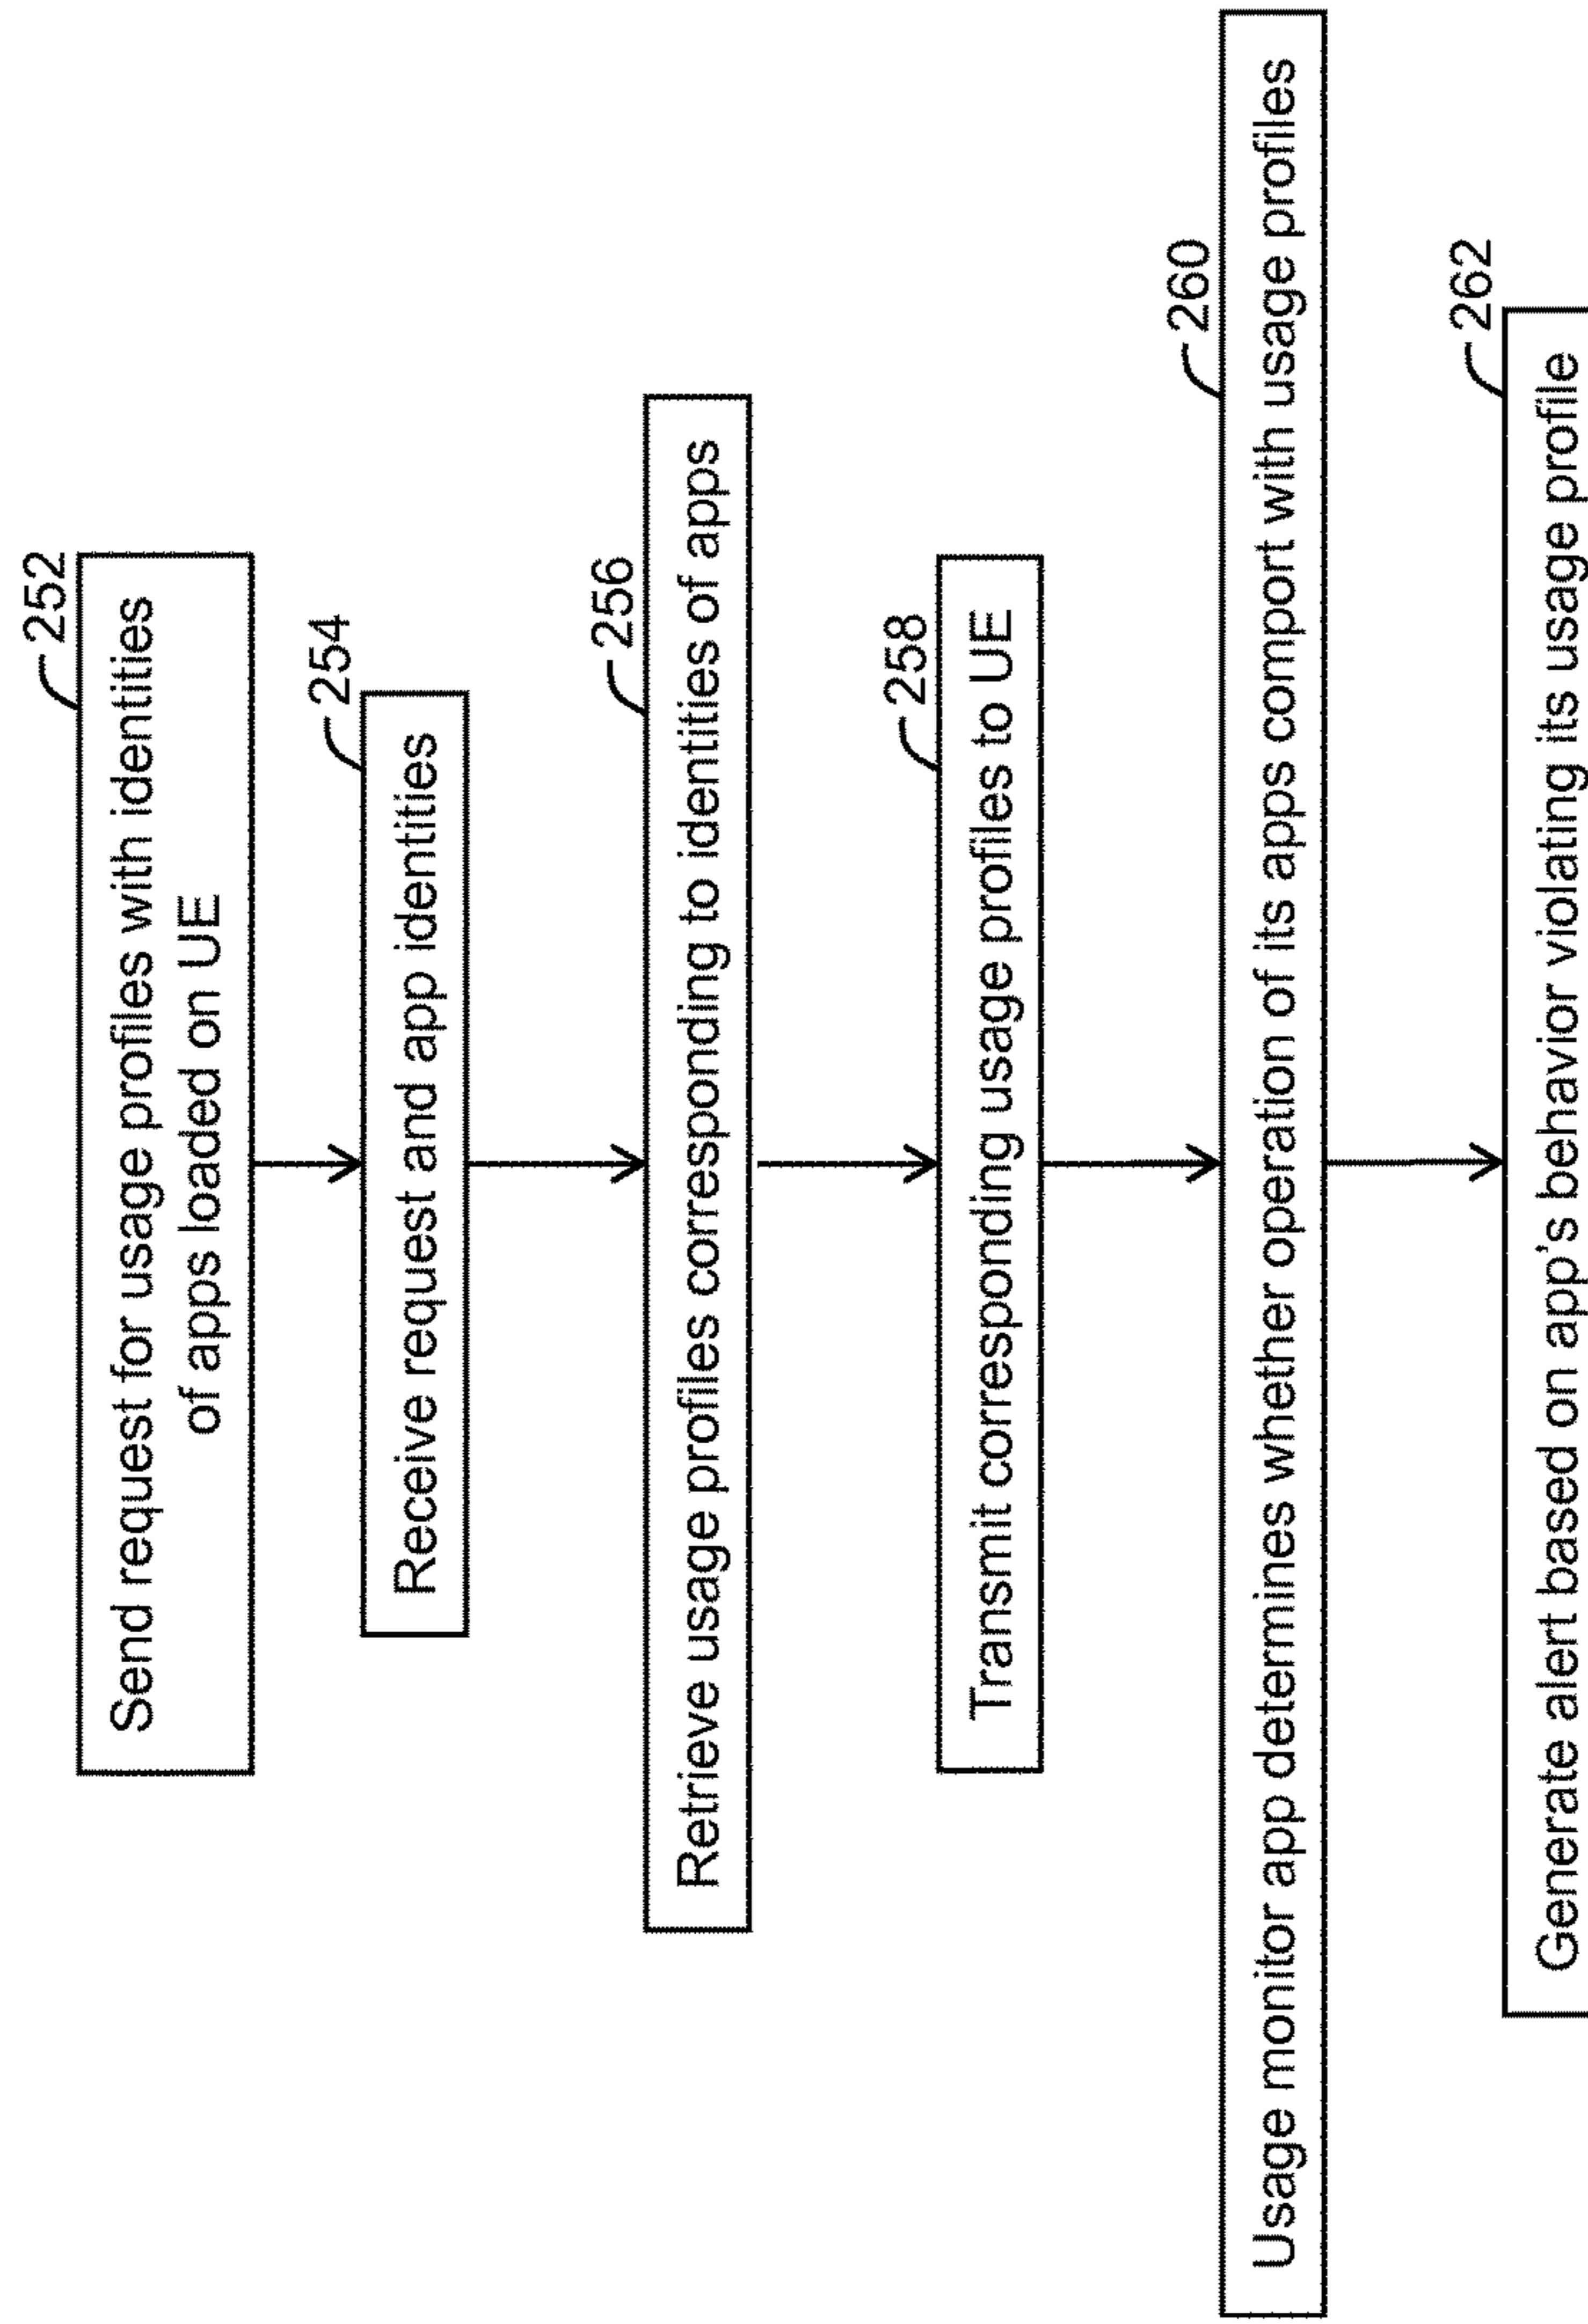 252
Send request for usage profiles with identities
of apps loaded on UE
254
Receive request and app identities
256
Retrieve usage profiles corresponding to identities of apps
258
Transmit corresponding usage profiles to UE
260
Usage monitor app determines whether operation of its apps comport with usage profiles
262
Generate alert based on app's behavior violating its usage profile